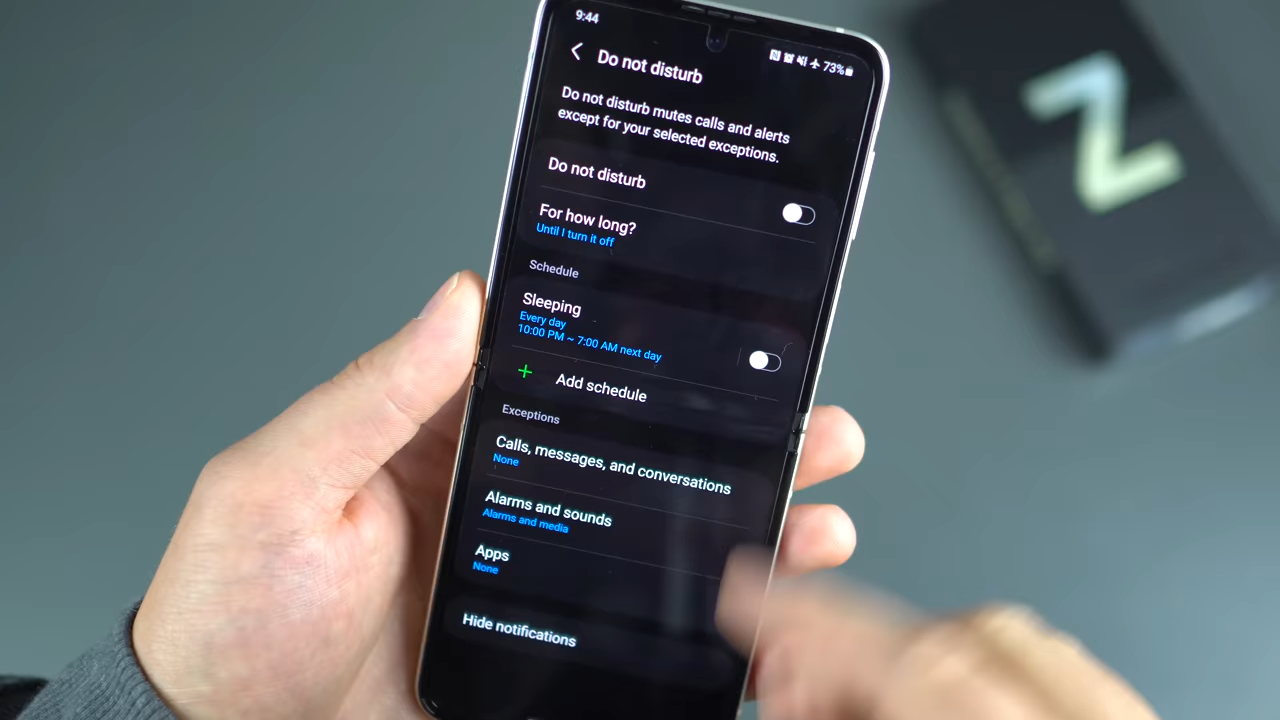 9:44
73%
Do not disturb
Do not disturb mutes calls and alerts
except for your selected exceptions.
Do not disturb
For how long?
Until I turn it off
Schedule
Sleeping
Every day
10:00 PM ~ 7:00 AM next day
Add schedule
Exceptions
Calls, messages, and conversations
None
Alarms and sounds
Alarms and media
Apps
None
Hide notifications
Z